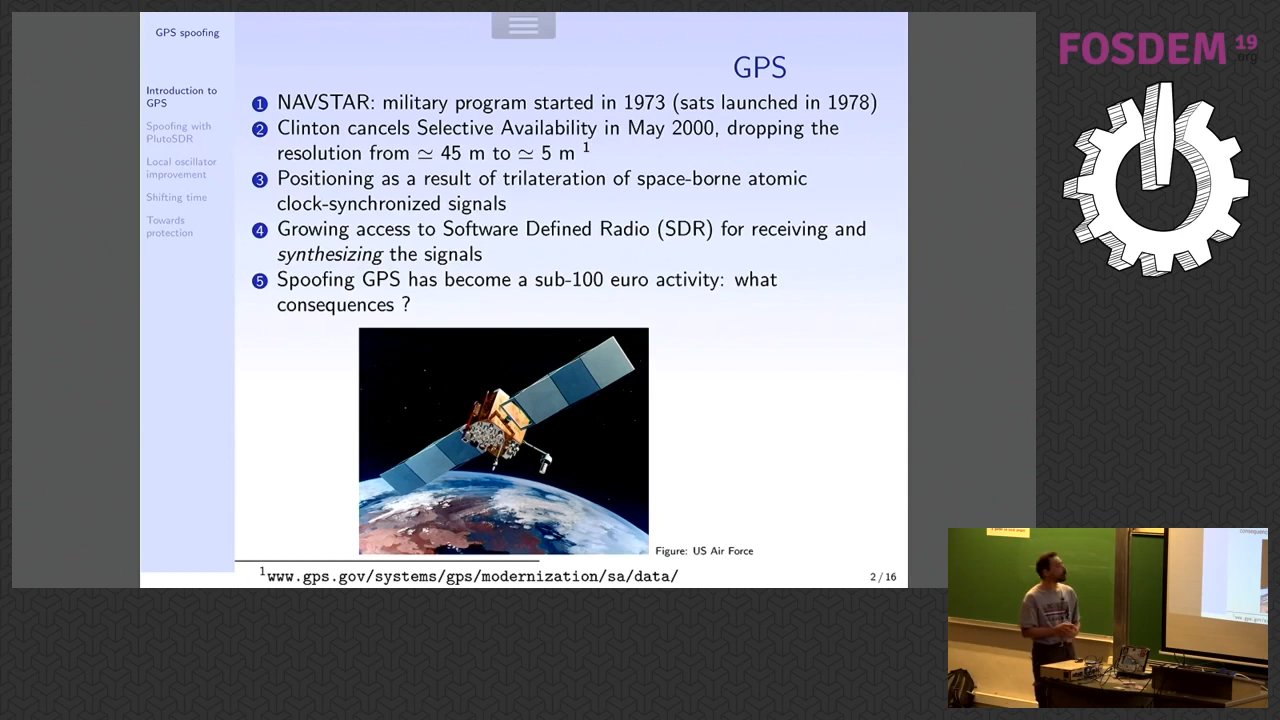 GPS spoofing
Introduction to
GPS
Spoofing with
PlutoSDR
Local oscillator
improvement
Shifting time
Towards
protection
GPS
1 NAVSTAR: military program started in 1973 (sats launched in 1978)
2 Clinton cancels Selective Availability in May 2000, dropping the
resolution from ≃ 45 m to ≃ 5 m 1
3 Positioning as a result of trilateration of space-borne atomic
clock-synchronized signals
4 Growing access to Software Defined Radio (SDR) for receiving and
synthesizing the signals
5 Spoofing GPS has become a sub-100 euro activity: what
consequences ?
Figure: US Air Force
1www.gps.gov/systems/gps/modernization/sa/data/
2 / 16
FOSDEM 19
.org